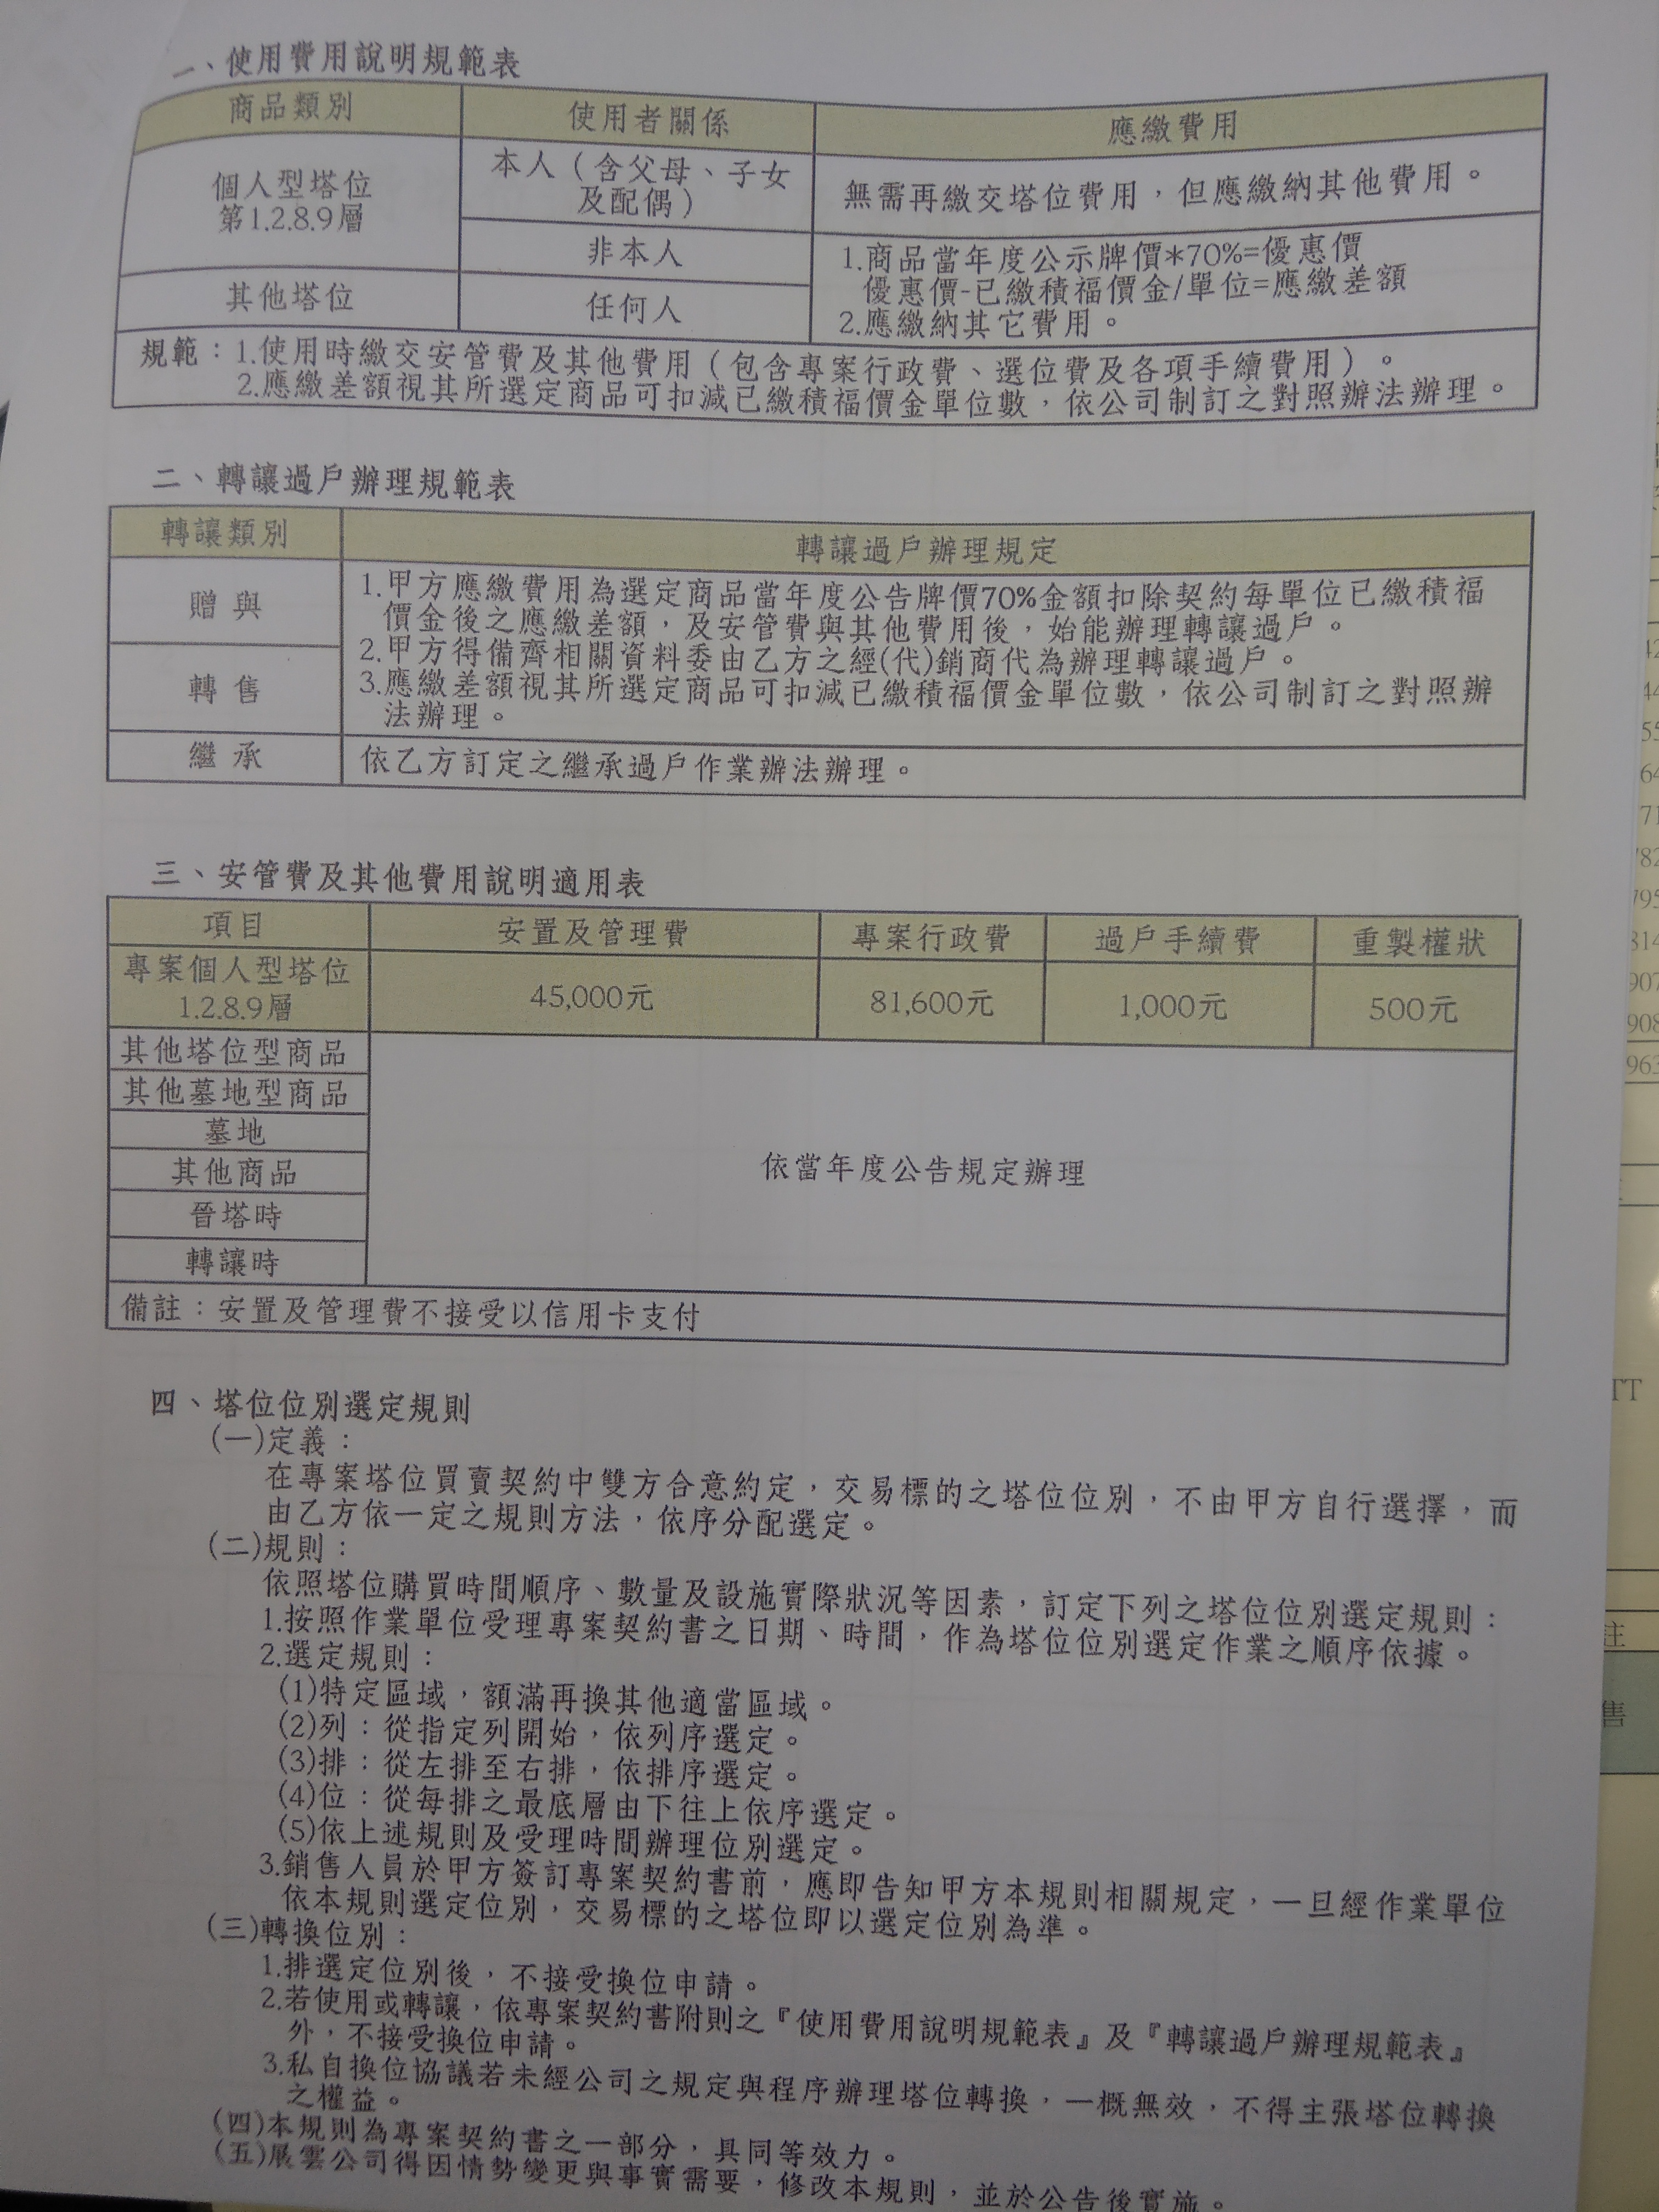 一、使用費用說明規範表
商品類別
使用者關係
應繳費用
個人型塔位
第1.2.8.9層
本人（含父母、子女
及配偶）
無需再繳交塔位費用，但應繳納其他費用。
非本人
1.商品當年度公示牌價*70%=優惠價
優惠價-已繳積福價金/單位=應繳差額
2.應繳納其它費用。
其他塔位
任何人
規範：1.使用時繳交安管費及其他費用（包含專案行政費、選位費及各項手續費用）。
2.應繳差額視其所選定商品可扣減已繳積福價金單位數，依公司制訂之對照辦法辦理。
二、轉讓過戶辦理規範表
轉讓類別
轉讓過戶辦理規定
贈與
1.甲方應繳費用為選定商品當年度公告牌價70%金額扣除契約每單位已繳積福
價金後之應繳差額，及安管費與其他費用後，始能辦理轉讓過戶。
2.甲方得備齊相關資料委由乙方之經(代)銷商代為辦理轉讓過戶。
轉售
3.應繳差額視其所選定商品可扣減已繳積福價金單位數，依公司制訂之對照辦
法辦理。
繼承
依乙方訂定之繼承過戶作業辦法辦理。
三、安管費及其他費用說明適用表
項目
安置及管理費
專案行政費
過戶手續費
重製權狀
專案個人型塔位
1.2.8.9層
45,000元
81,600元
1,000元
500元
其他塔位型商品
其他墓地型商品
墓地
其他商品
依當年度公告規定辦理
晉塔時
轉讓時
備註：安置及管理費不接受以信用卡支付
四、塔位位別選定規則
(一)定義：
在專案塔位買賣契約中雙方合意約定，交易標的之塔位位別，不由甲方自行選擇，而
由乙方依一定之規則方法，依序分配選定。
(二)規則：
依照塔位購買時間順序、數量及設施實際狀況等因素，訂定下列之塔位位別選定規則：
1.按照作業單位受理專案契約書之日期、時間，作為塔位位別選定作業之順序依據。
2.選定規則：
(1)特定區域，額滿再換其他適當區域。
(2)列：從指定列開始，依列序選定。
(3)排：從左排至右排，依排序選定。
(4)位：從每排之最底層由下往上依序選定。
(5)依上述規則及受理時間辦理位別選定。
3.銷售人員於甲方簽訂專案契約書前，應即告知甲方本規則相關規定，一旦經作業單位
依本規則選定位別，交易標的之塔位即以選定位別為準。
(三)轉換位別：
1.排選定位別後，不接受換位申請。
2.若使用或轉讓，依專案契約書附則之『使用費用說明規範表』及『轉讓過戶辦理規範表』
外，不接受換位申請。
3.私自換位協議若未經公司之規定與程序辦理塔位轉換，一概無效，不得主張塔位轉換
之權益。
(四)本規則為專案契約書之一部分，具同等效力。
(五)展雲公司得因情勢變更與事實需要，修改本規則，並於公告後實施。